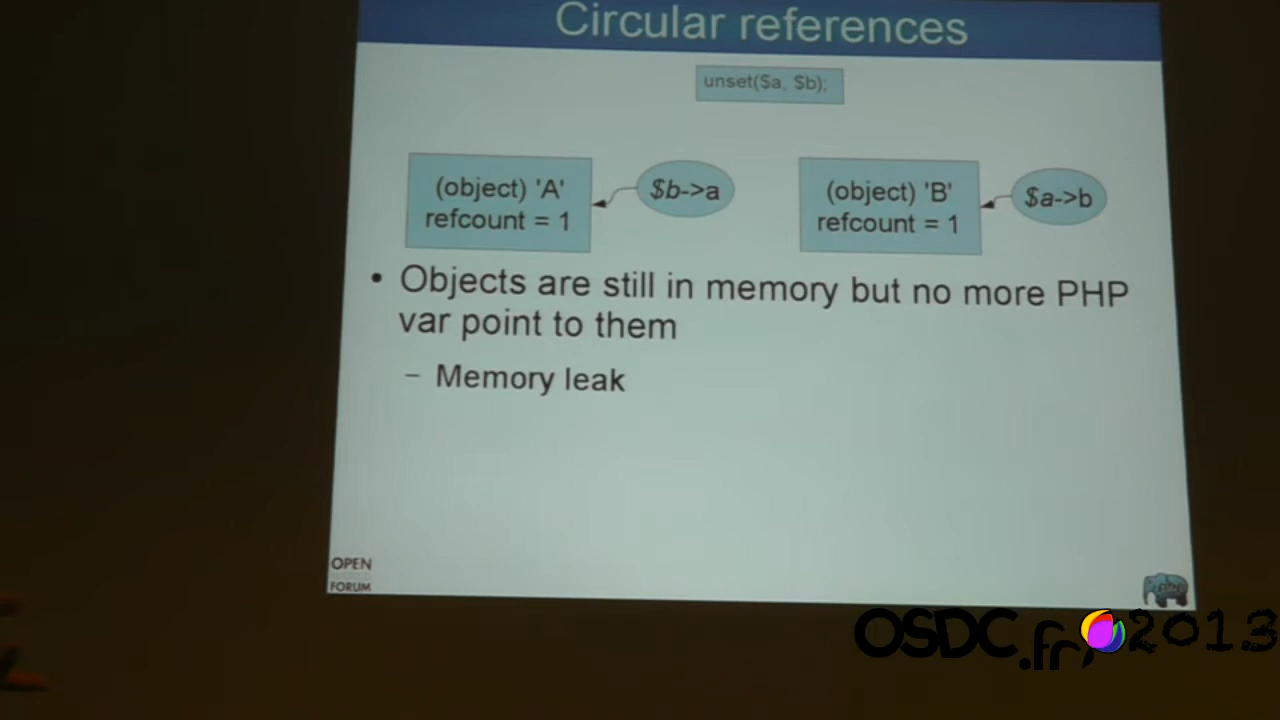 Circular references
unset($a, $b);
(object) 'A'
refcount = 1
$b->a
(object) 'B'
refcount = 1
$a->b
• Objects are still in memory but no more PHP
var point to them
– Memory leak
OPEN
FORUM
OSDC.fr 2013